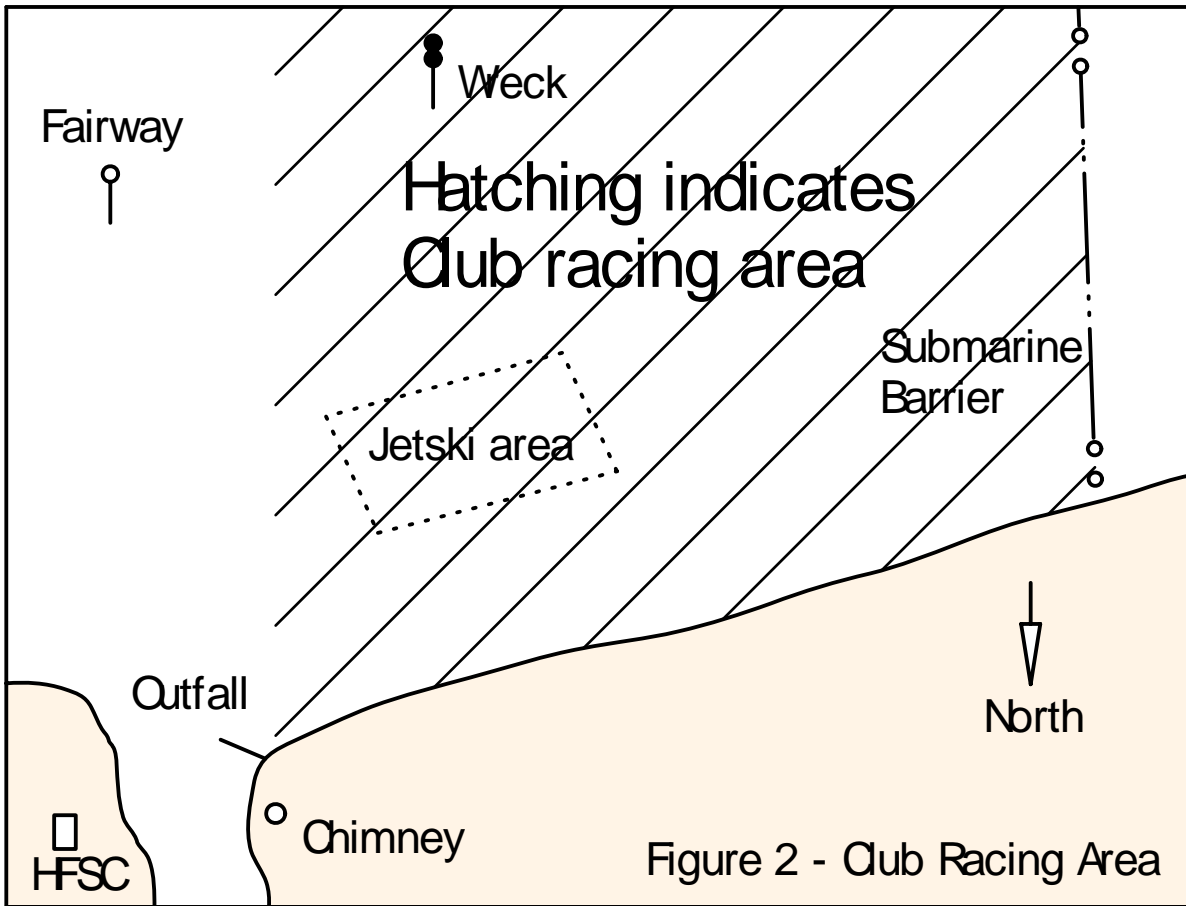 Weck
Fairway
Hatching indicates
Club racing area
Submarine
Barrier
Jetski area
Outfall
North
Chimney
HFSC
Figure 2 - Club Racing Area